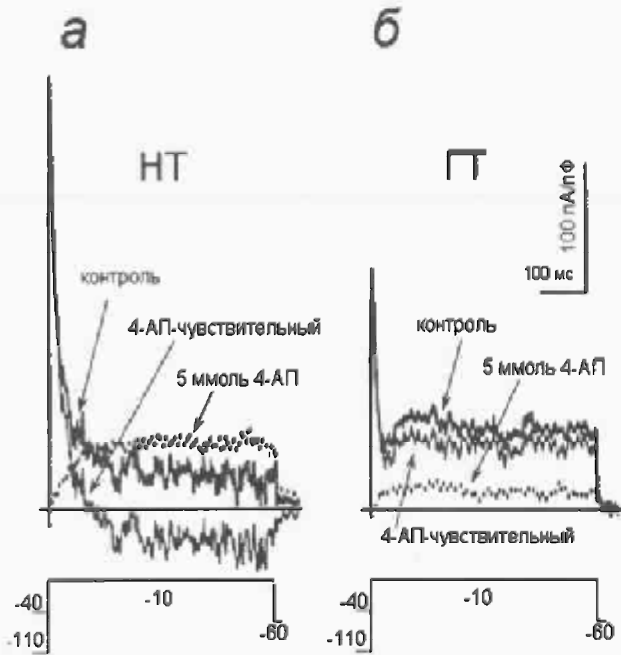 а
б
НТ
ГТ
100 пА/пФ
100 мс
контроль
4-АП-чувствительный
5 ммоль 4-АП
контроль
5 ммоль 4-АП
4-АП-чувствительный
-40
-10
-110
-60
-40
-10
-110
-60